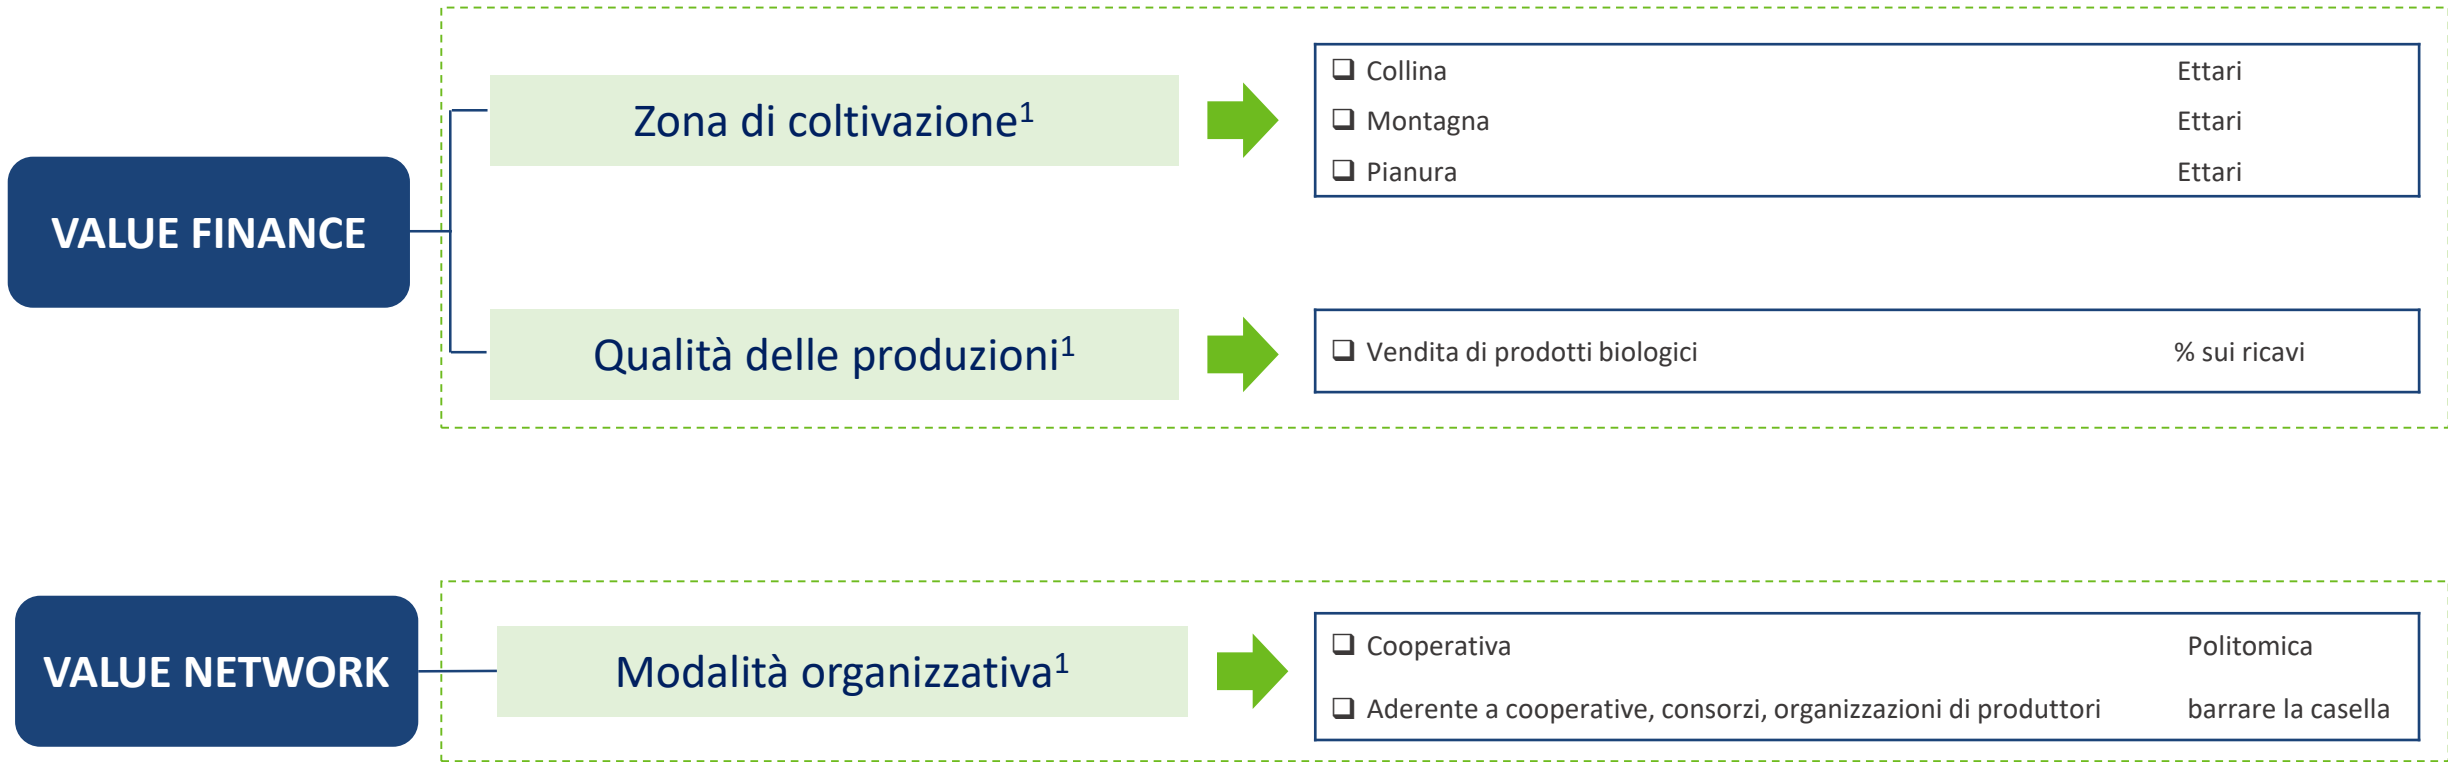 VALUE FINANCE
Zona di coltivazione¹
❑ Collina Ettari
❑ Montagna Ettari
❑ Pianura Ettari
Qualità delle produzioni¹
❑ Vendita di prodotti biologici % sui ricavi
VALUE NETWORK
Modalità organizzativa¹
❑ Cooperativa Politomica
❑ Aderente a cooperative, consorzi, organizzazioni di produttori barrare la casella